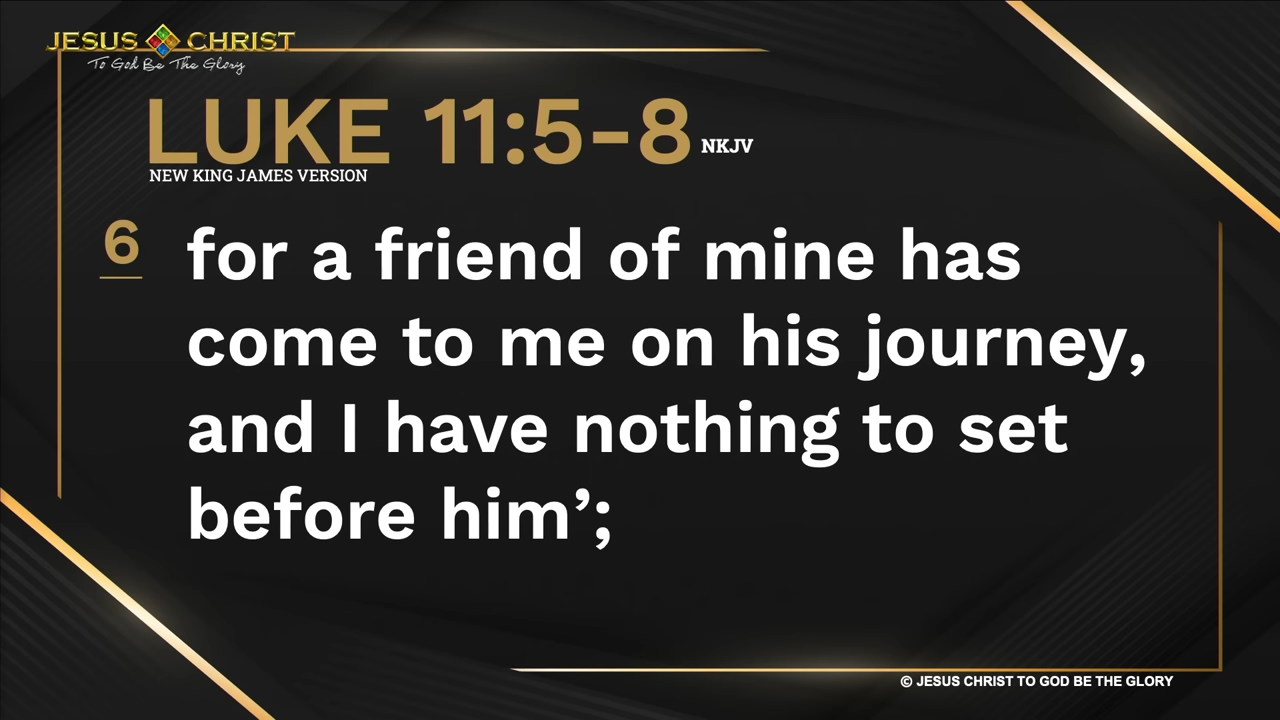 JESUS CHRIST
To God Be The Glory
LUKE 11:5-8 NKJV
NEW KING JAMES VERSION
6 for a friend of mine has
come to me on his journey,
and I have nothing to set
before him’;
© JESUS CHRIST TO GOD BE THE GLORY